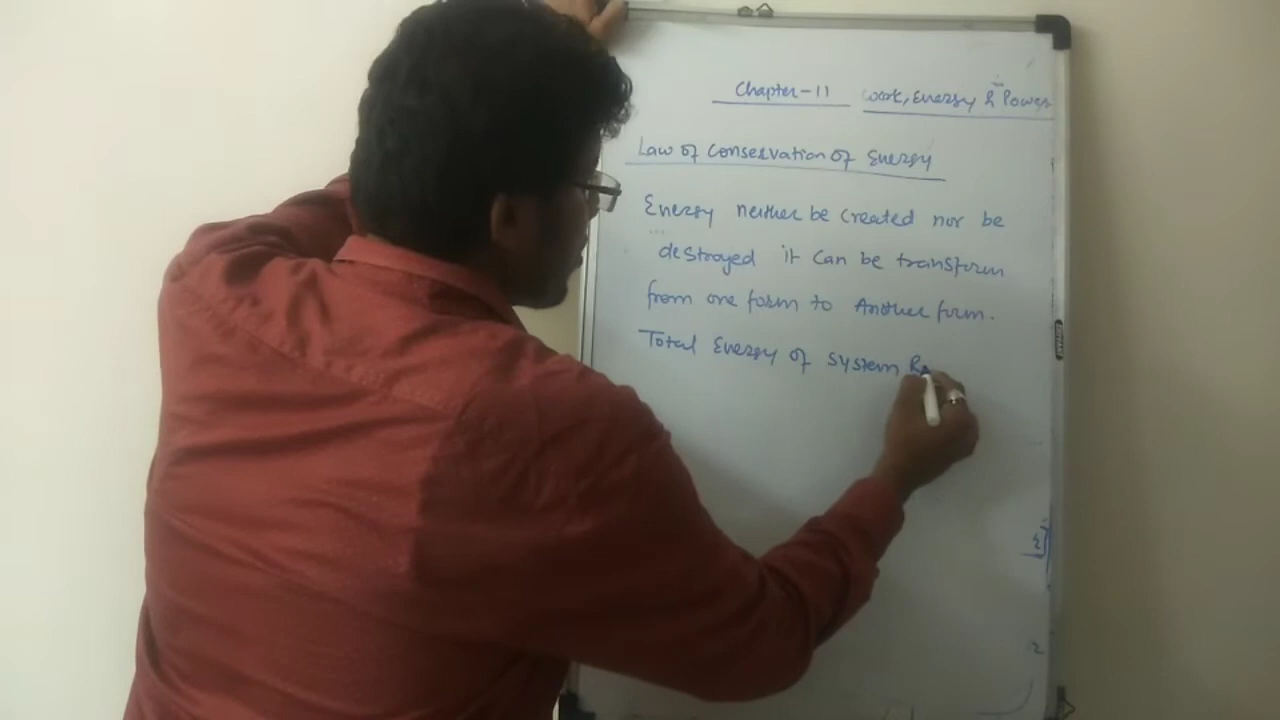 Chapter-11 Work, Energy & Power
Law of Conservation of Energy
Energy neither be Created nor be
destroyed it Can be transform
from one form to Another form.
Total Energy of system